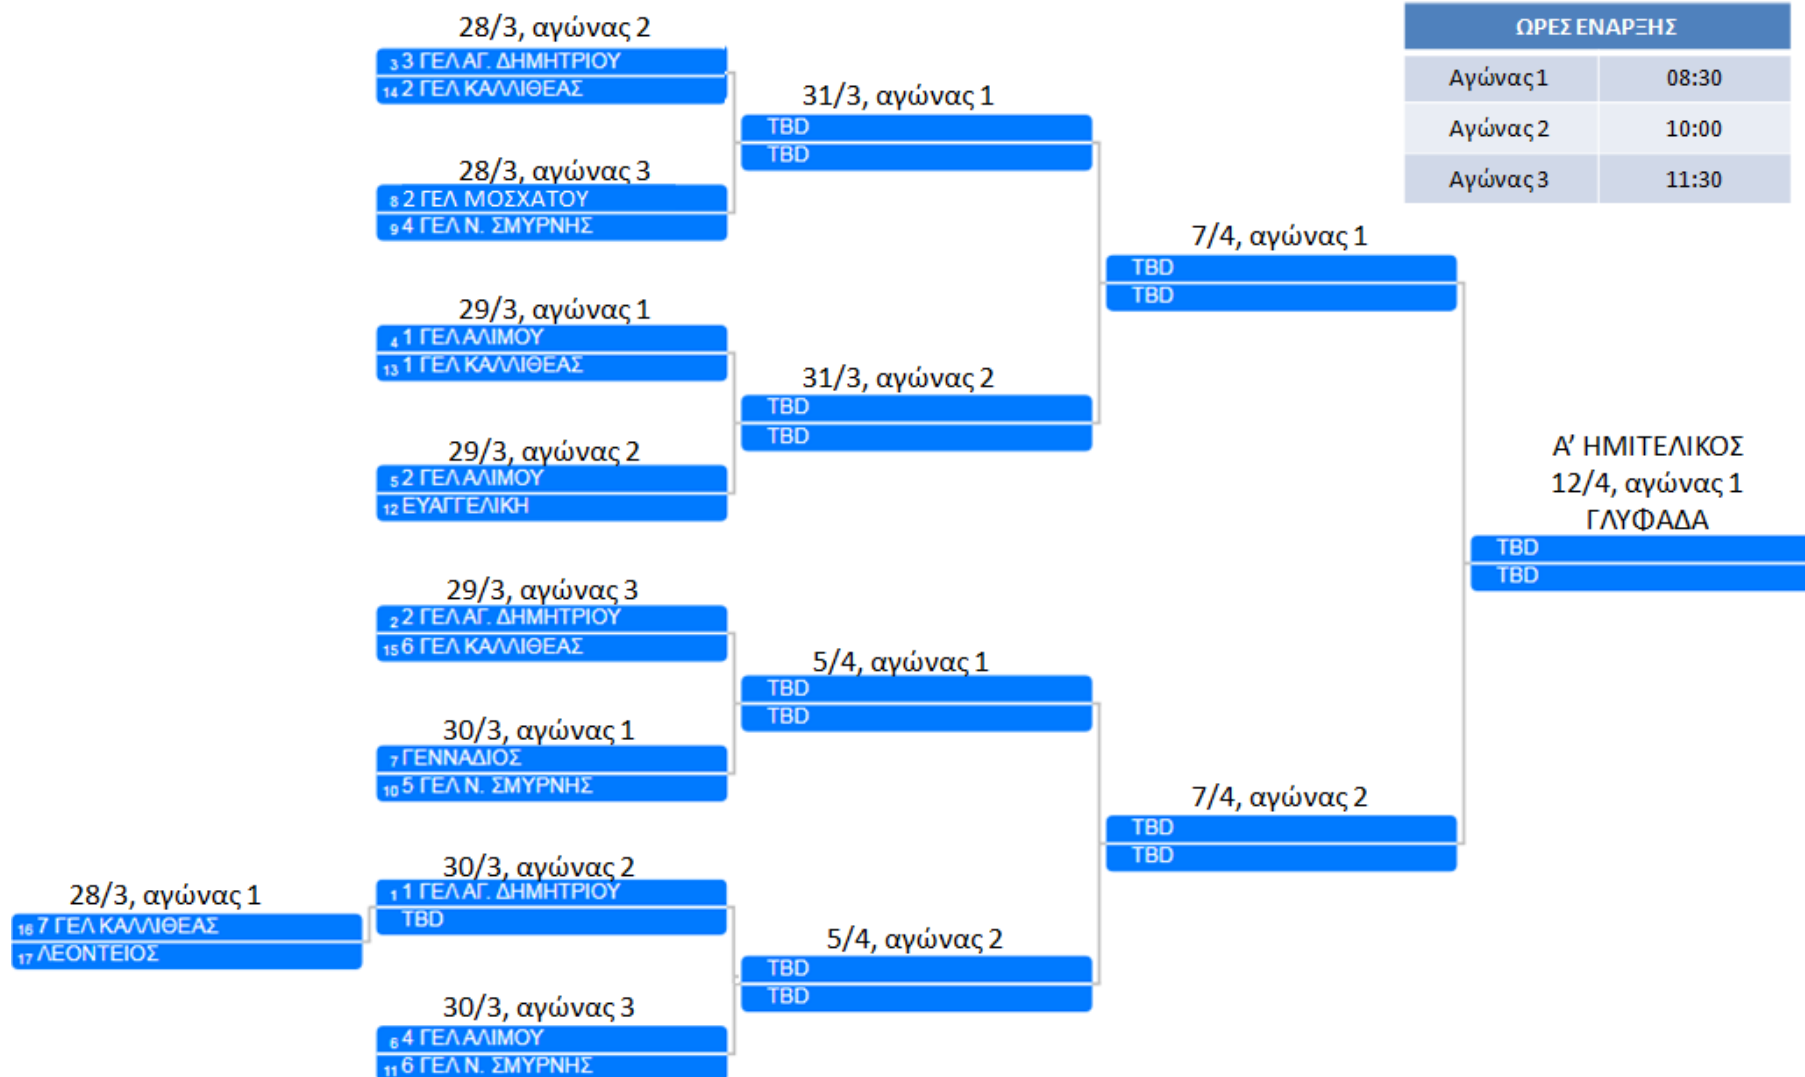 28/3, αγώνας 2
3 3 ΓΕΛ ΑΓ. ΔΗΜΗΤΡΙΟΥ
14 2 ΓΕΛ ΚΑΛΛΙΘΕΑΣ
28/3, αγώνας 3
8 2 ΓΕΛ ΜΟΣΧΑΤΟΥ
9 4 ΓΕΛ Ν. ΣΜΥΡΝΗΣ
29/3, αγώνας 1
4 1 ΓΕΛ ΑΛΙΜΟΥ
13 1 ΓΕΛ ΚΑΛΛΙΘΕΑΣ
29/3, αγώνας 2
5 2 ΓΕΛ ΑΛΙΜΟΥ
12 ΕΥΑΓΓΕΛΙΚΗ
29/3, αγώνας 3
2 2 ΓΕΛ ΑΓ. ΔΗΜΗΤΡΙΟΥ
15 6 ΓΕΛ ΚΑΛΛΙΘΕΑΣ
30/3, αγώνας 1
7 ΓΕΝΝΑΔΙΟΣ
10 5 ΓΕΛ Ν. ΣΜΥΡΝΗΣ
28/3, αγώνας 1
16 7 ΓΕΛ ΚΑΛΛΙΘΕΑΣ
17 ΛΕΟΝΤΕΙΟΣ
30/3, αγώνας 2
1 1 ΓΕΛ ΑΓ. ΔΗΜΗΤΡΙΟΥ
TBD
30/3, αγώνας 3
6 4 ΓΕΛ ΑΛΙΜΟΥ
11 6 ΓΕΛ Ν. ΣΜΥΡΝΗΣ
31/3, αγώνας 1
TBD
TBD
31/3, αγώνας 2
TBD
TBD
5/4, αγώνας 1
TBD
TBD
5/4, αγώνας 2
TBD
TBD
7/4, αγώνας 1
TBD
TBD
7/4, αγώνας 2
TBD
TBD
Α' ΗΜΙΤΕΛΙΚΟΣ
12/4, αγώνας 1
ΓΛΥΦΑΔΑ
TBD
TBD
ΩΡΕΣ ΕΝΑΡΞΗΣ
Αγώνας 1 08:30
Αγώνας 2 10:00
Αγώνας 3 11:30